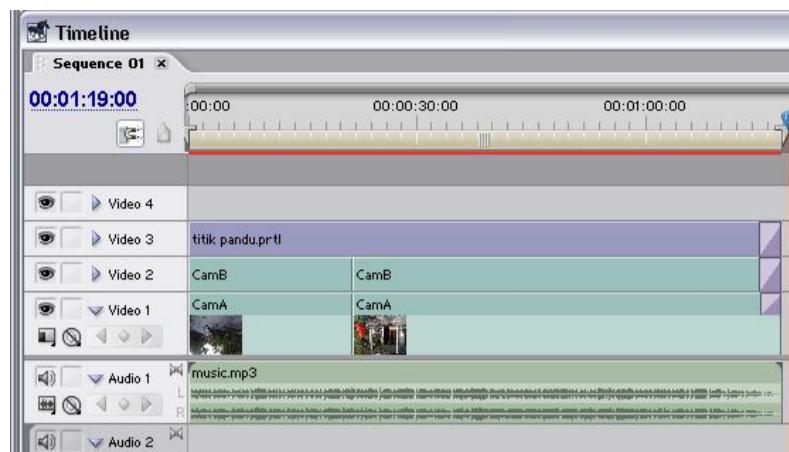 Timeline
Sequence 01 x
00:01:19:00
:00:00 00:00:30:00 00:01:00:00
Video 4
Video 3 titik pandu.prtl
Video 2 CamB CamB
Video 1 CamA CamA
Audio 1 music.mp3
L
R
Audio 2